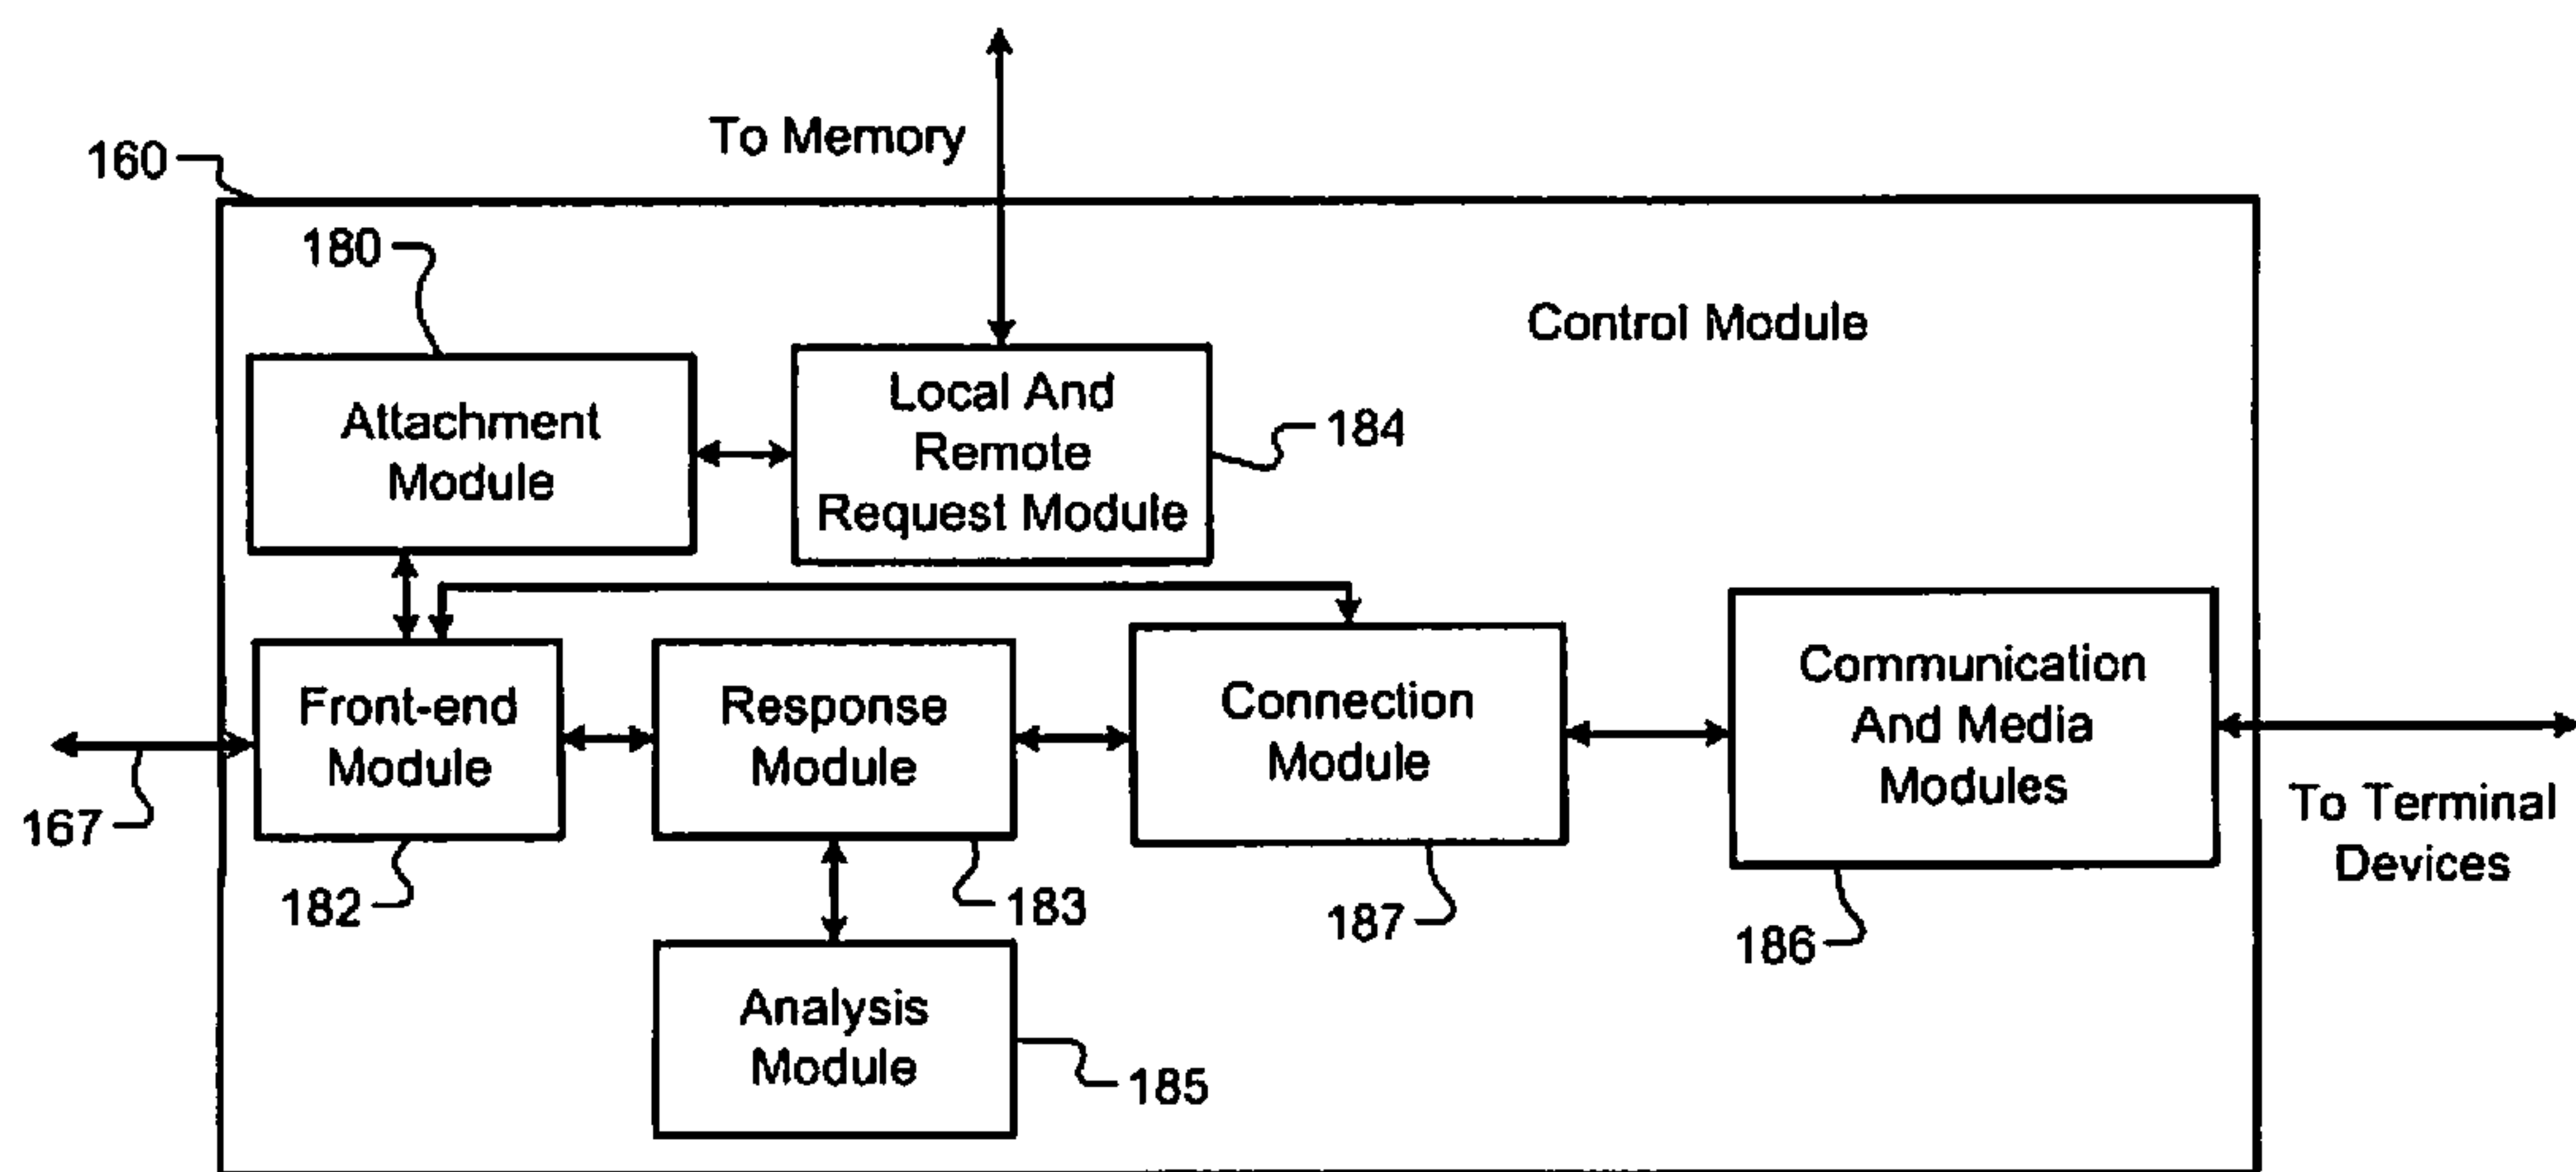 To Memory
160
180
Control Module
Attachment
Module
Local And
Remote
Request Module
184
Front-end
Module
Response
Module
Connection
Module
Communication
And Media
Modules
167
182
183
187
186
To Terminal
Devices
Analysis
Module
185